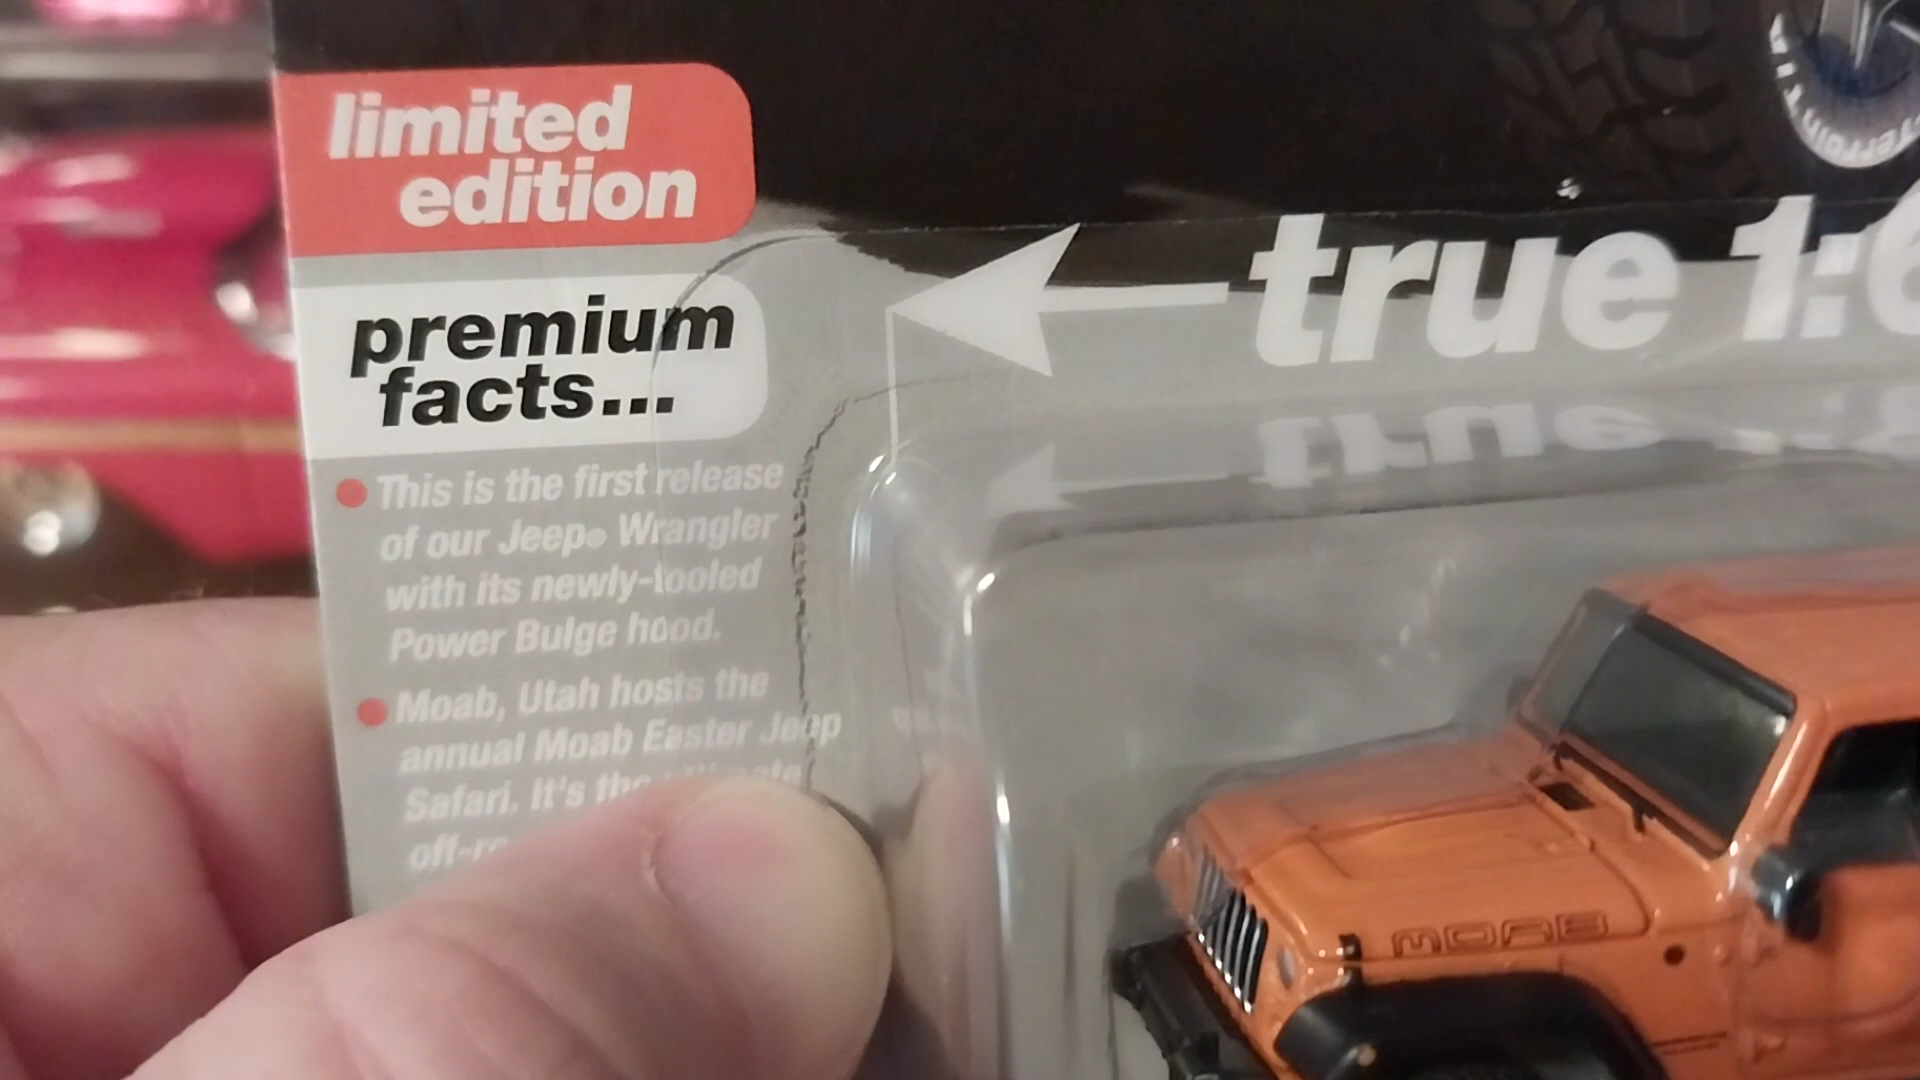 limited
edition
premium
facts...
This is the first release
of our Jeep® Wrangler
with its newly-tooled
Power Bulge hood.
Moab, Utah hosts the
annual Moab Easter Jeep
Safari. It's the
true 1:6
MOAB